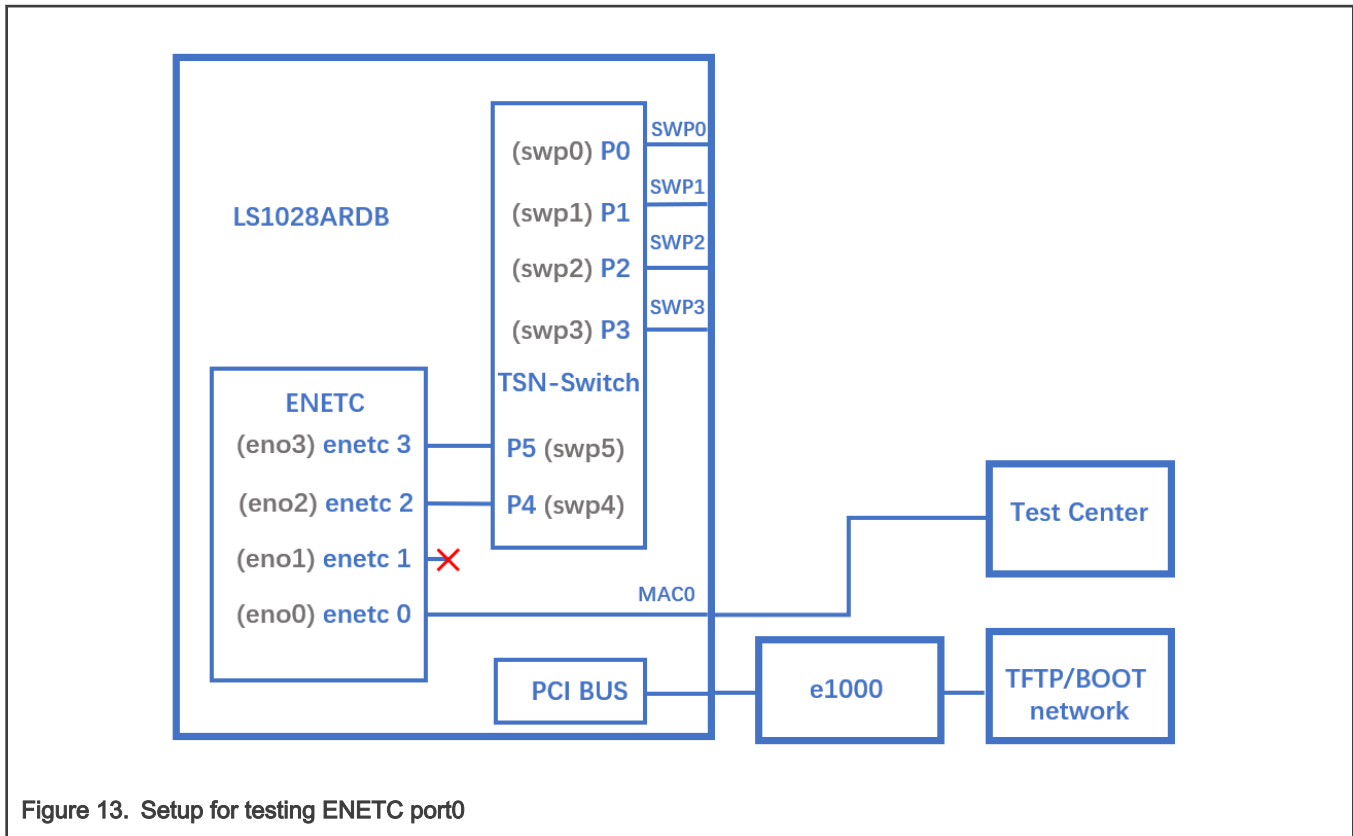 SWP0
(swp0) P0
SWP1
LS1028ARDB
(swp1) P1
SWP2
(swp2) P2
SWP3
(swp3) P3
TSN-Switch
ENETC
(eno3) enetc 3
P5 (swp5)
(eno2) enetc 2
P4 (swp4)
Test Center
(eno1) enetc 1
MAC0
(eno0) enetc 0
PCI BUS
e1000
TFTP/BOOT
network
Figure 13. Setup for testing ENETC port0